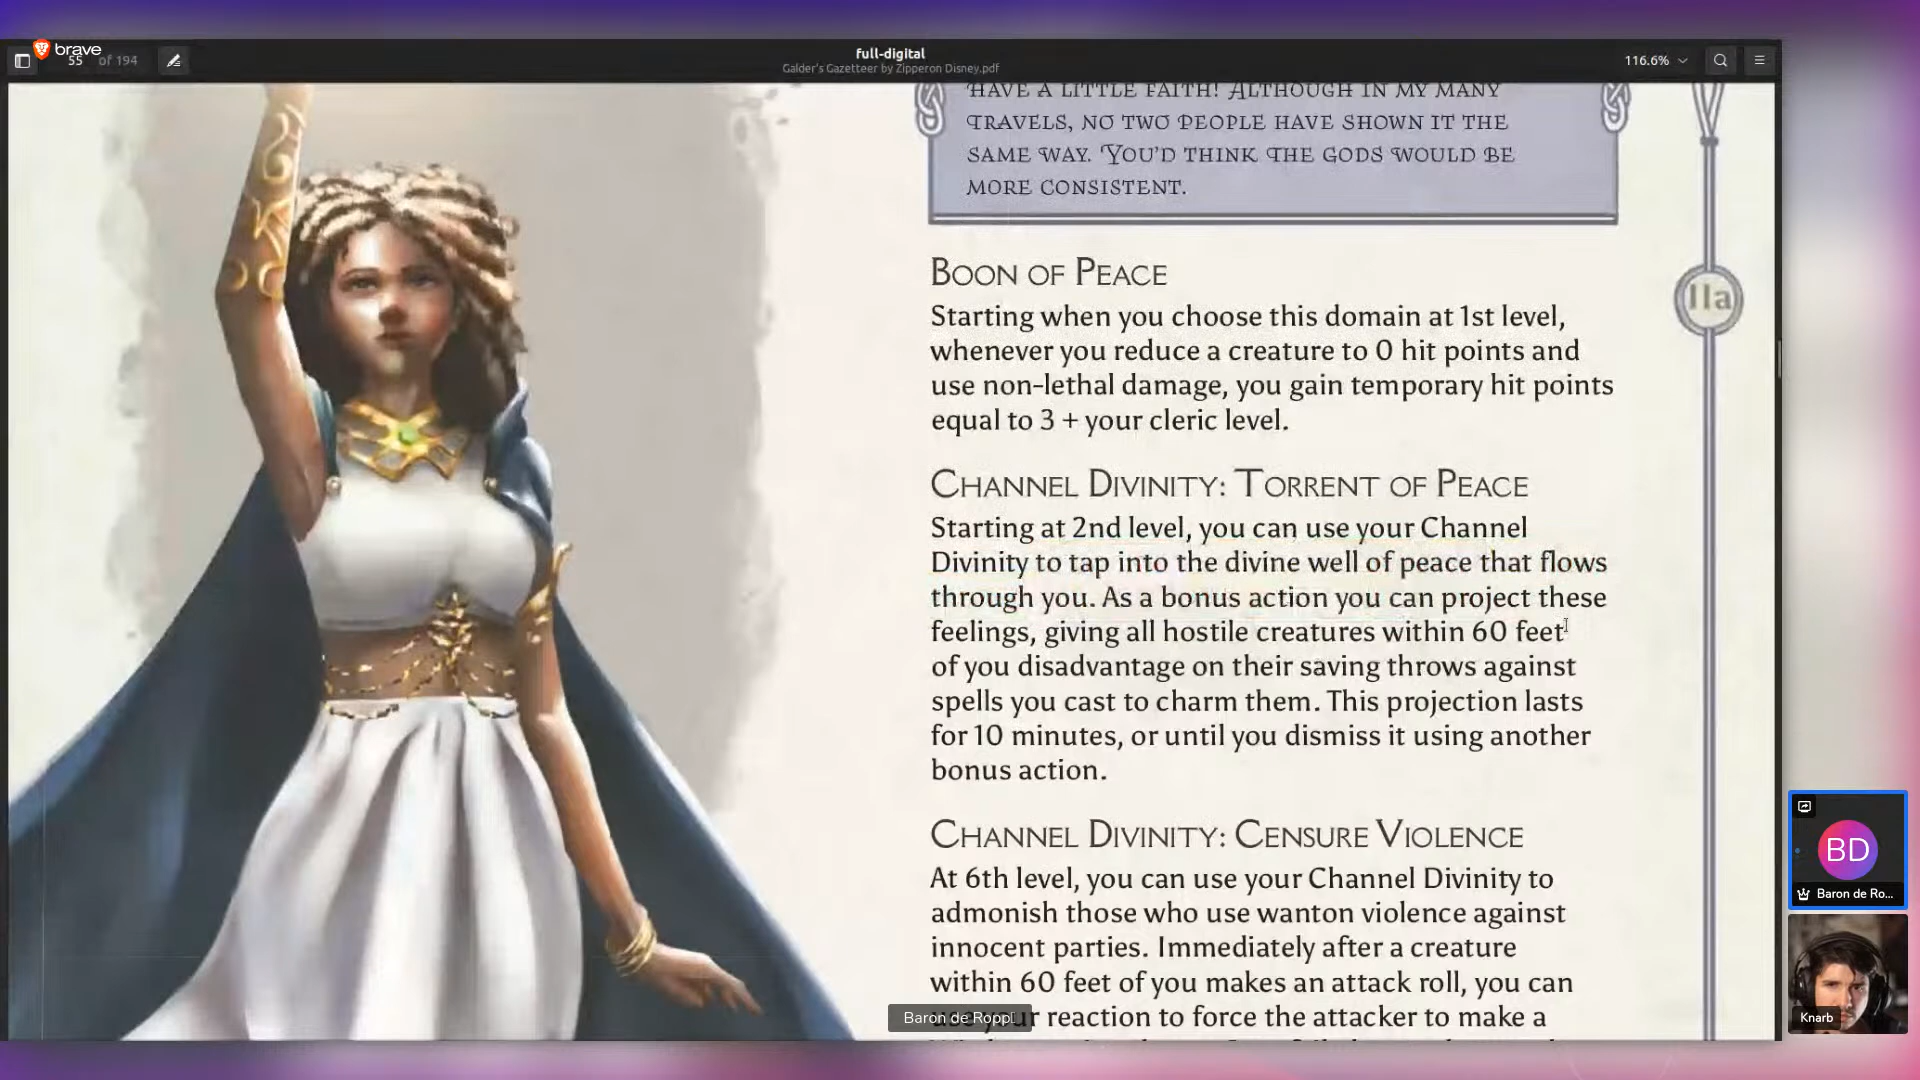 brave
55 of 194
full-digital
Galder's Gazetteer by Zipperon Disney.pdf
116.6%
HAVE A LITTLE FAITH! ALTHOUGH IN MY MANY
TRAVELS, NO TWO PEOPLE HAVE SHOWN IT THE
SAME WAY. YOU'D THINK THE GODS WOULD BE
MORE CONSISTENT.
BOON OF PEACE
Starting when you choose this domain at 1st level,
whenever you reduce a creature to 0 hit points and
use non-lethal damage, you gain temporary hit points
equal to 3 + your cleric level.
CHANNEL DIVINITY: TORRENT OF PEACE
Starting at 2nd level, you can use your Channel
Divinity to tap into the divine well of peace that flows
through you. As a bonus action you can project these
feelings, giving all hostile creatures within 60 feet
of you disadvantage on their saving throws against
spells you cast to charm them. This projection lasts
for 10 minutes, or until you dismiss it using another
bonus action.
CHANNEL DIVINITY: CENSURE VIOLENCE
At 6th level, you can use your Channel Divinity to
admonish those who use wanton violence against
innocent parties. Immediately after a creature
within 60 feet of you makes an attack roll, you can
use your reaction to force the attacker to make a
11a
BD
Baron de Ro...
Knarb
Baron de Roppi